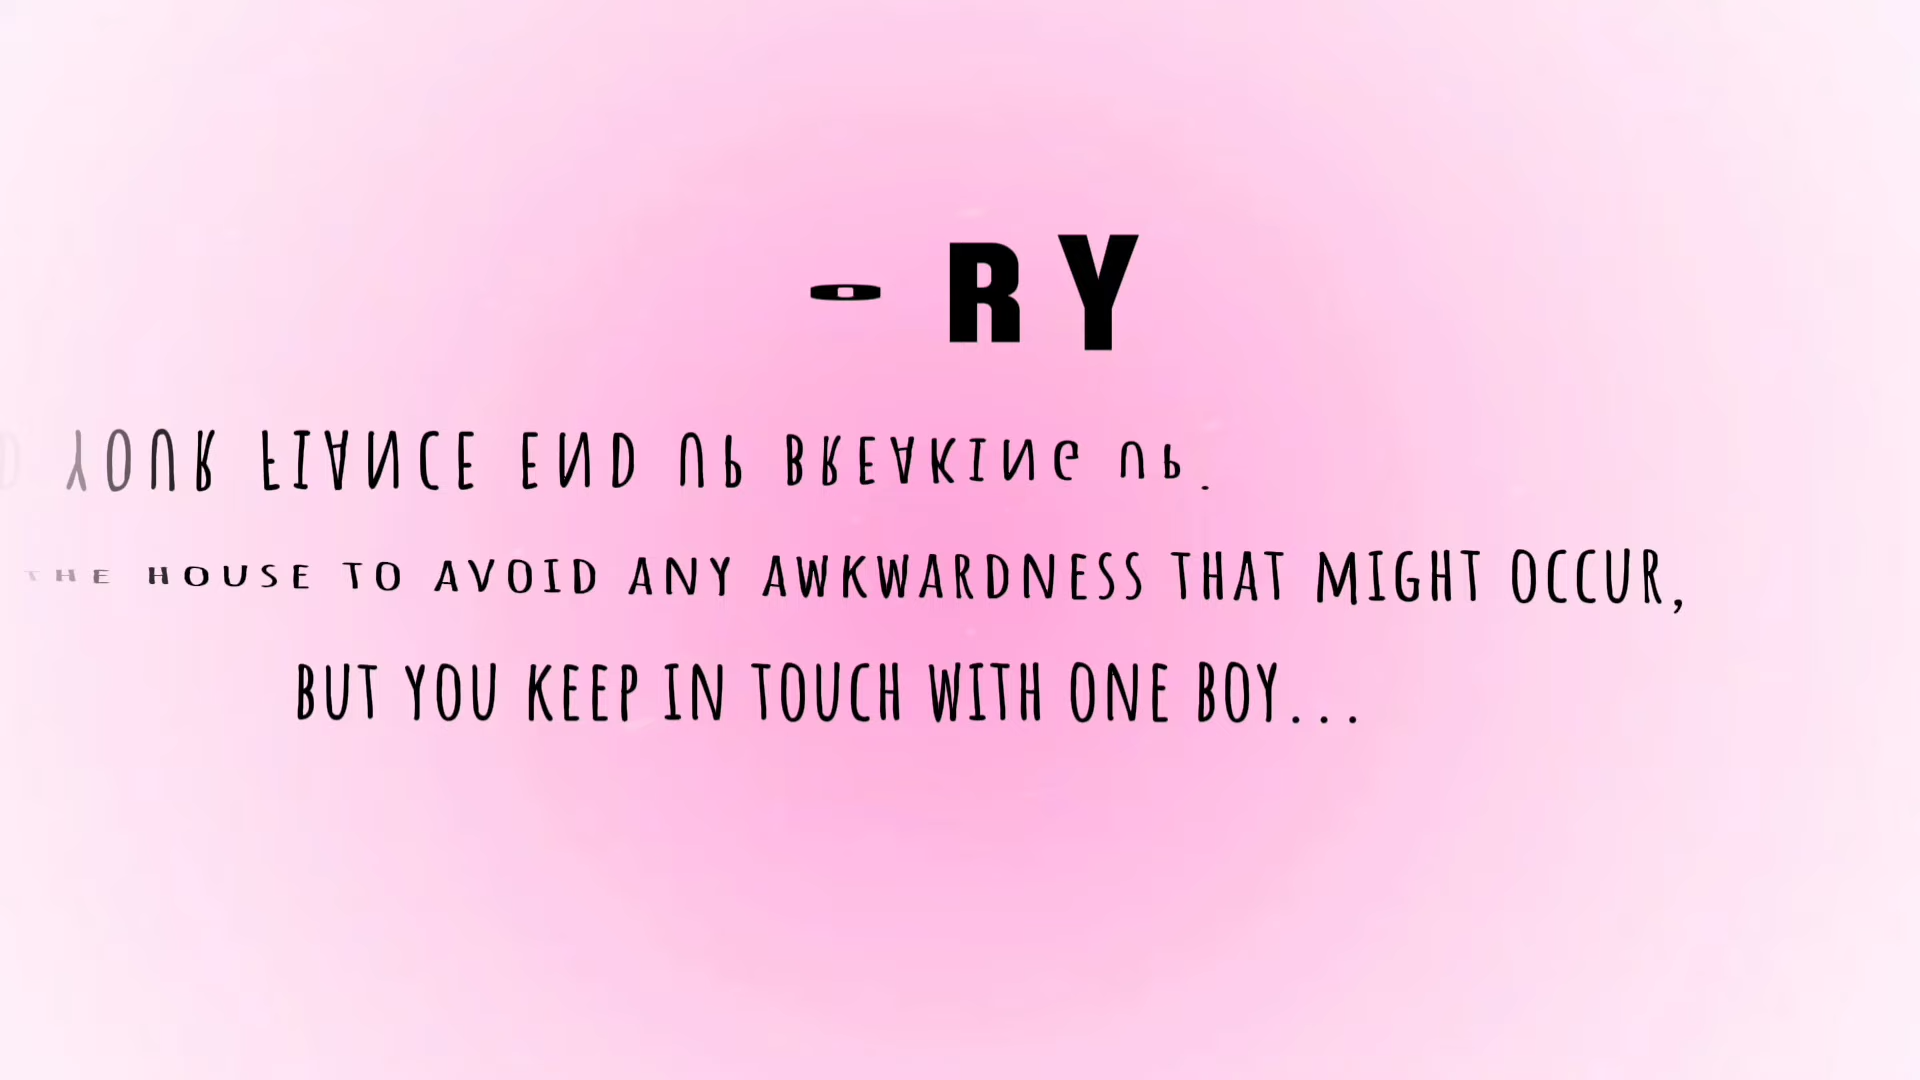 RY
YOUR FIANCE END UP BREAKING UP.
THE HOUSE TO AVOID ANY AWKWARDNESS THAT MIGHT OCCUR,
BUT YOU KEEP IN TOUCH WITH ONE BOY...